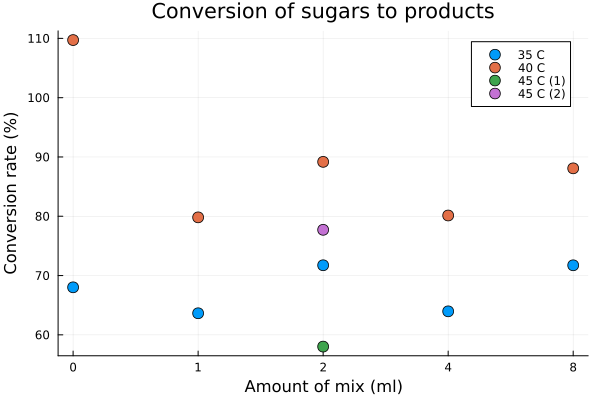 Conversion of sugars to products
110
100
90
80
70
60
Conversion rate (%)
35 C
40 C
45 C (1)
45 C (2)
0 1 2 4 8
Amount of mix (ml)